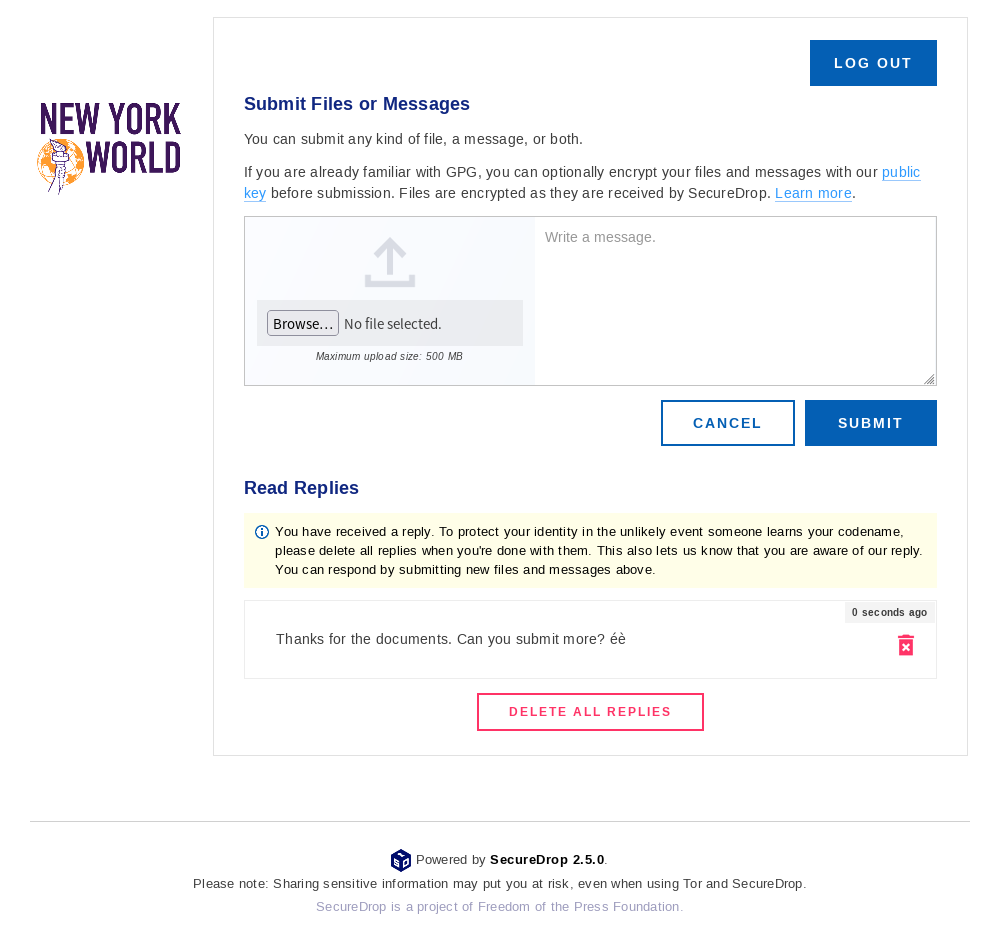 LOG OUT
NEW YORK
WORLD
Submit Files or Messages
You can submit any kind of file, a message, or both.
If you are already familiar with GPG, you can optionally encrypt your files and messages with our public
key before submission. Files are encrypted as they are received by SecureDrop. Learn more.
Write a message.
Browse… No file selected.
Maximum upload size: 500 MB
CANCEL
SUBMIT
Read Replies
You have received a reply. To protect your identity in the unlikely event someone learns your codename,
please delete all replies when you're done with them. This also lets us know that you are aware of our reply.
You can respond by submitting new files and messages above.
0 seconds ago
Thanks for the documents. Can you submit more? éè
DELETE ALL REPLIES
Powered by SecureDrop 2.5.0.
Please note: Sharing sensitive information may put you at risk, even when using Tor and SecureDrop.
SecureDrop is a project of Freedom of the Press Foundation.